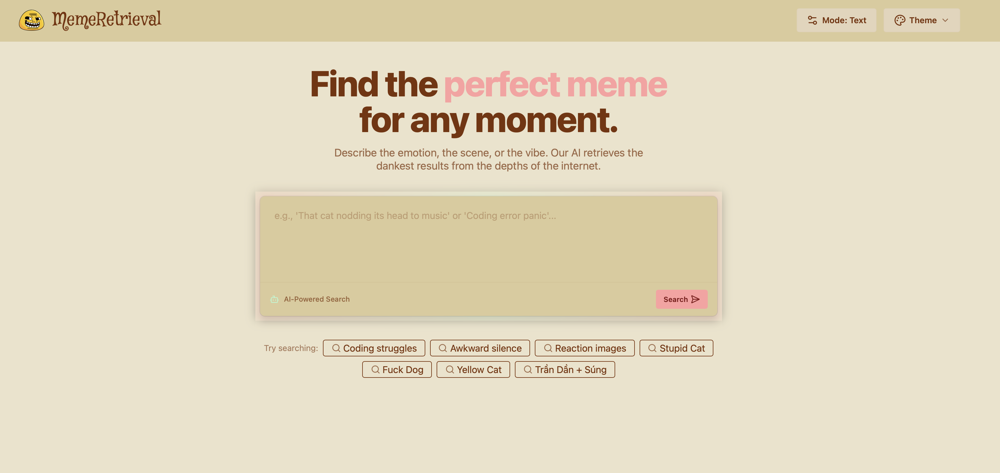 MemeRetrieval
Mode: Text
Theme
Find the perfect meme
for any moment.
Describe the emotion, the scene, or the vibe. Our AI retrieves the
dankest results from the depths of the internet.
e.g., 'That cat nodding its head to music' or 'Coding error panic'...
AI-Powered Search
Search
Try searching:
Coding struggles
Awkward silence
Reaction images
Stupid Cat
Fuck Dog
Yellow Cat
Trần Dần + Súng